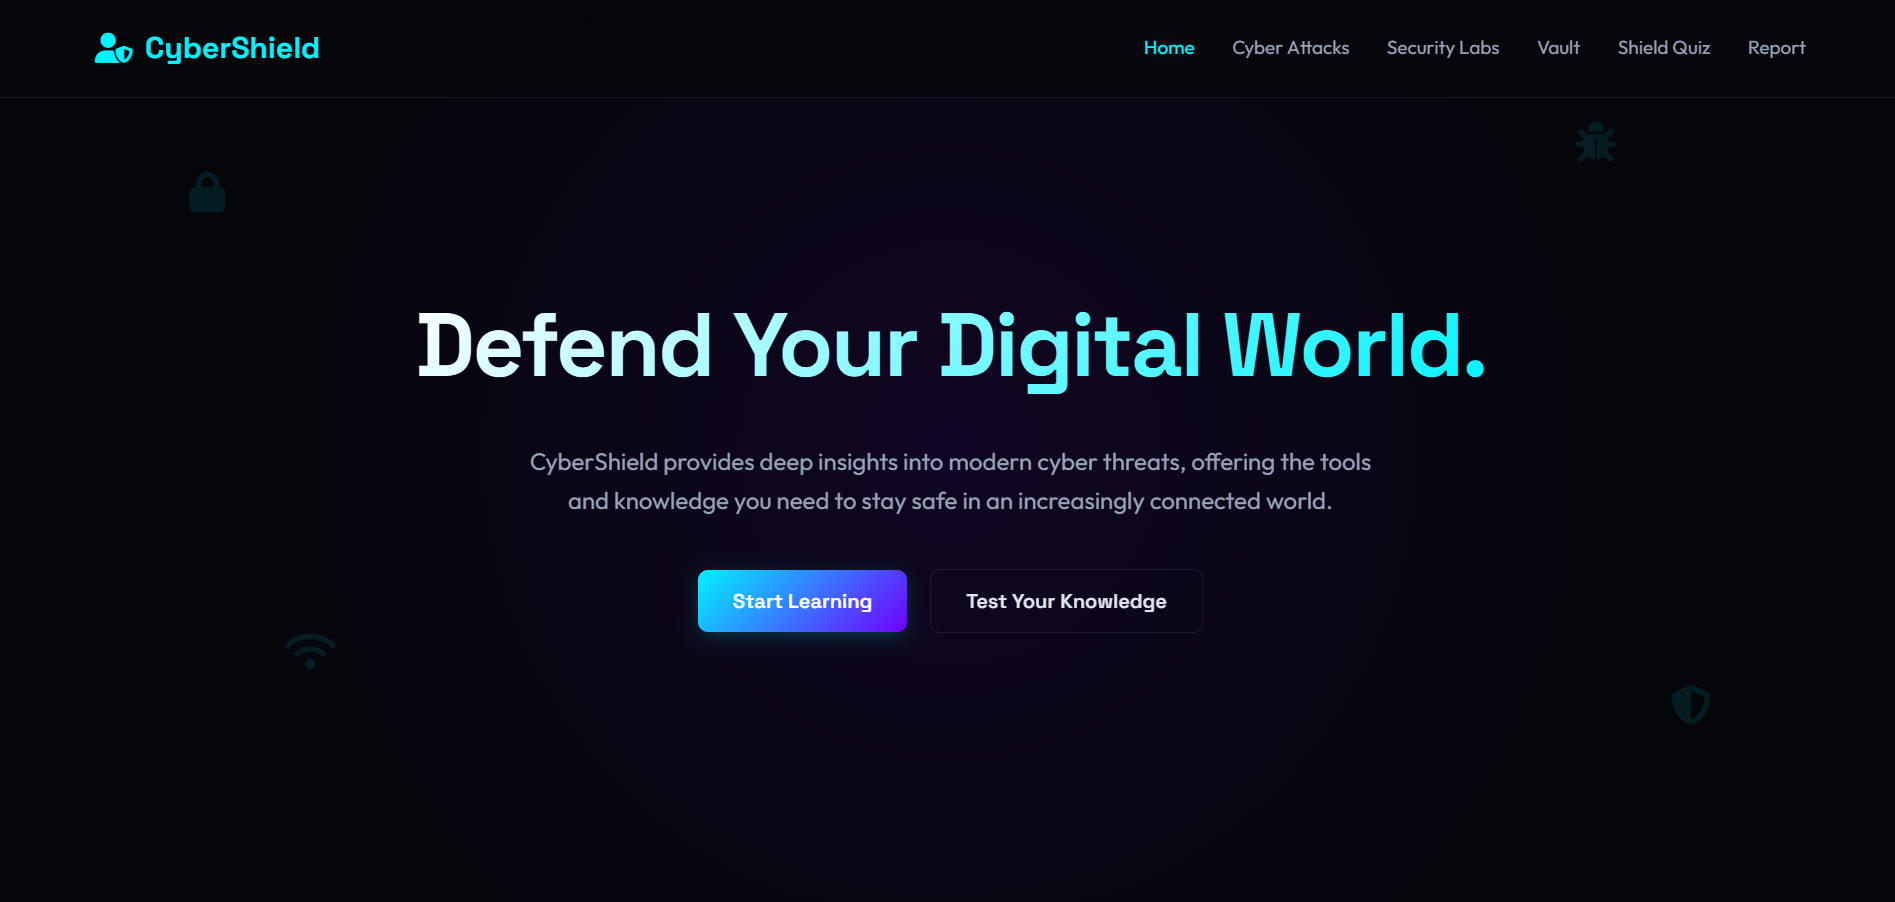 CyberShield
Home Cyber Attacks Security Labs Vault Shield Quiz Report
Defend Your Digital World.
CyberShield provides deep insights into modern cyber threats, offering the tools
and knowledge you need to stay safe in an increasingly connected world.
Start Learning
Test Your Knowledge